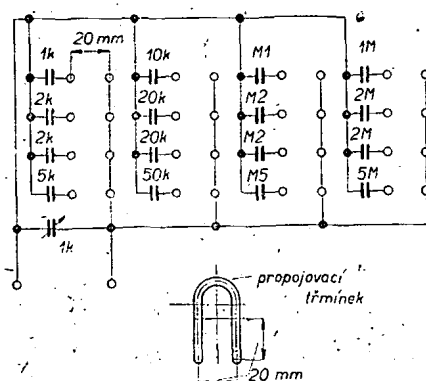 20 mm
1k 10k M1 1M
2k 20k M2 2M
2k 20k M2 2M
5k 50k M5 5M
1k
propojovací
třmínek
20 mm